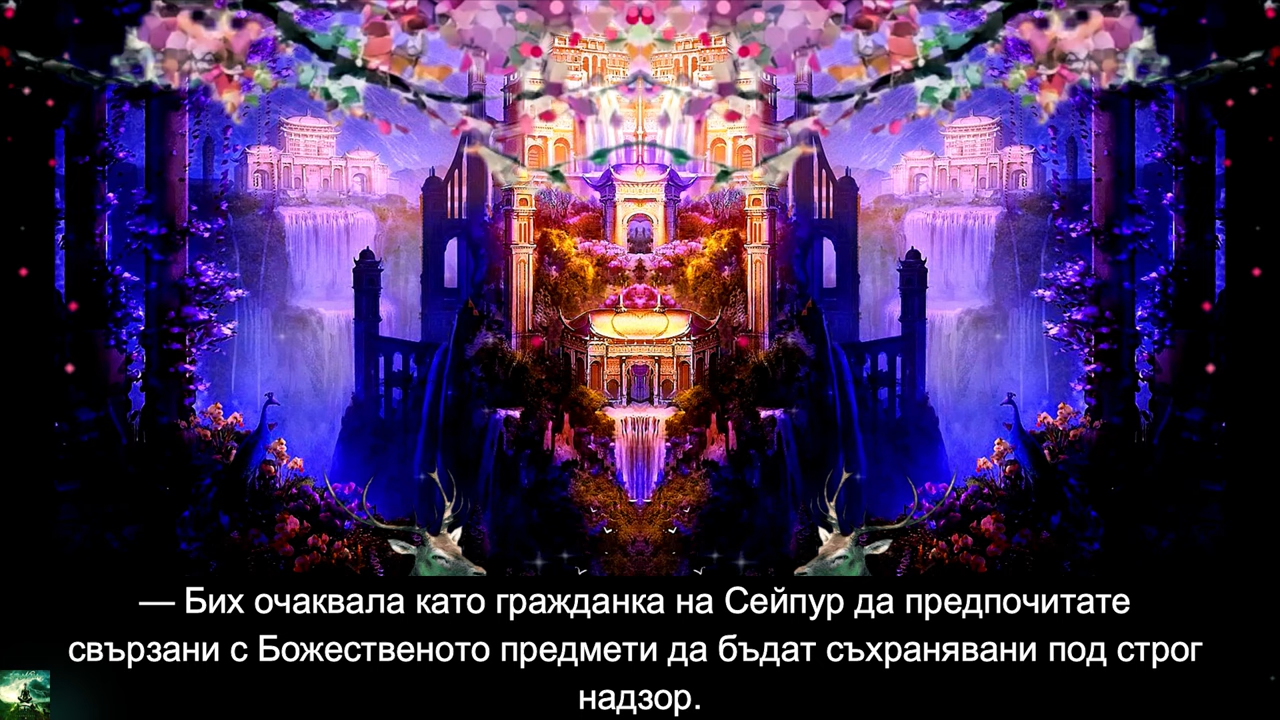 — Бих очаквала като гражданка на Сейпур да предпочитате
свързани с Божественото предмети да бъдат съхранявани под строг
надзор.